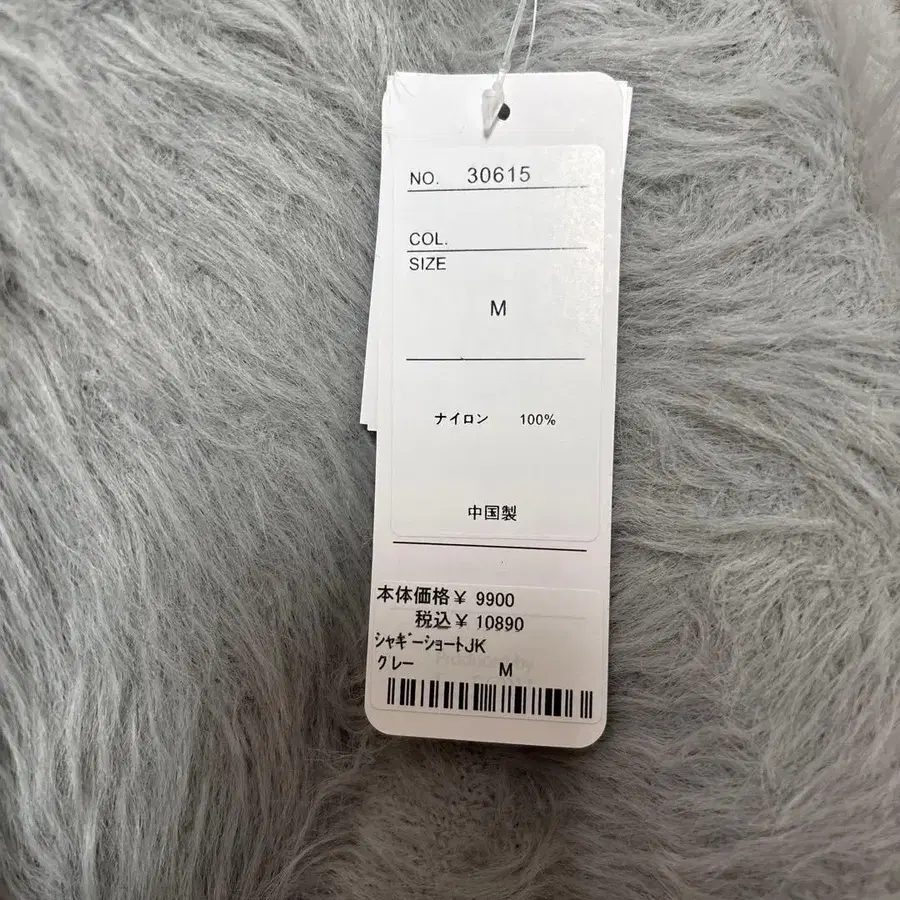 NO. 30615
COL.
SIZE
M
ナイロン 100%
中国製
本体価格¥ 9900
税込¥ 10890
シャギーショートJK
グレー M